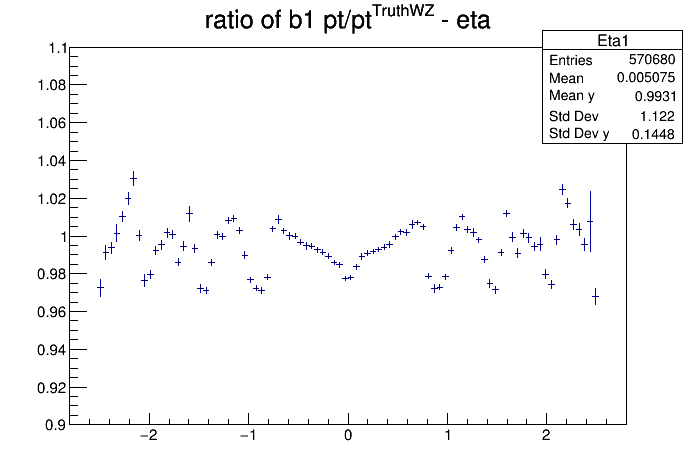 ratio of b1 pt/pt^TruthWZ - eta
Eta1
Entries 570680
Mean 0.005075
Mean y 0.9931
Std Dev 1.122
Std Dev y 0.1448
1.1
1.08
1.06
1.04
1.02
1
0.98
0.96
0.94
0.92
0.9
−2 −1 0 1 2